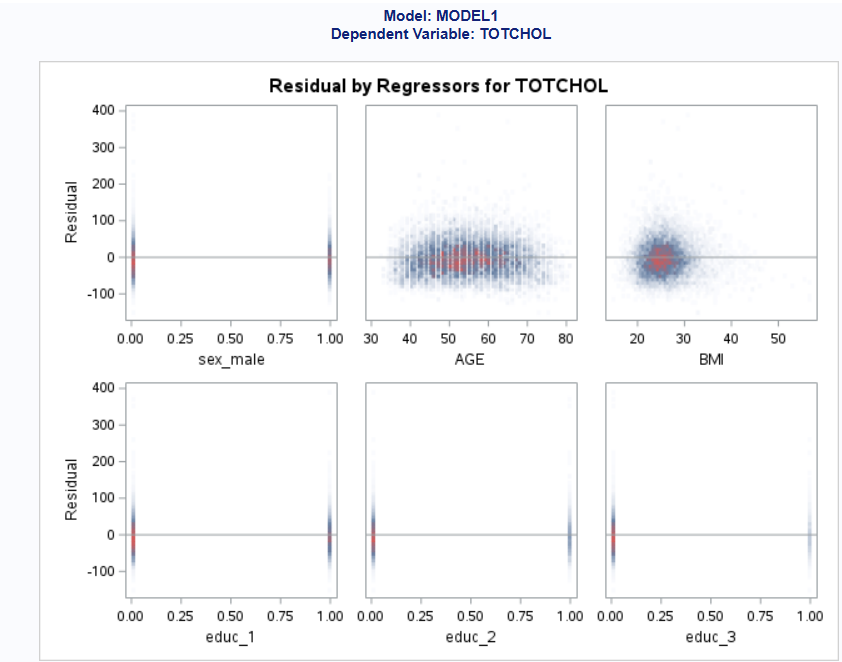 Model: MODEL1
Dependent Variable: TOTCHOL
Residual by Regressors for TOTCHOL
Residual
400
300
200
100
0
-100
0.00 0.25 0.50 0.75 1.00
sex_male
30 40 50 60 70 80
AGE
20 30 40 50
BMI
Residual
400
300
200
100
0
-100
0.00 0.25 0.50 0.75 1.00
educ_1
0.00 0.25 0.50 0.75 1.00
educ_2
0.00 0.25 0.50 0.75 1.00
educ_3